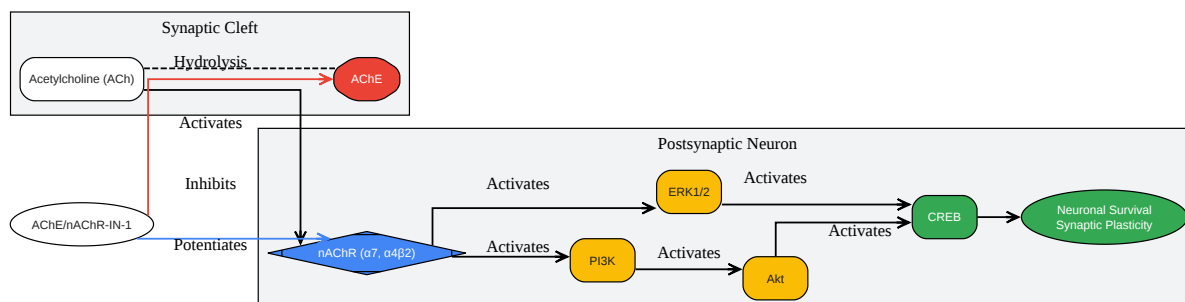 Synaptic Cleft
Hydrolysis
Acetylcholine (ACh)
AChE
Activates
Postsynaptic Neuron
Inhibits
Activates
ERK1/2
Activates
AChE/nAChR-IN-1
CREB
Neuronal Survival
Synaptic Plasticity
Potentiates
nAChR (α7, α4β2)
Activates
PI3K
Activates
Akt
Activates